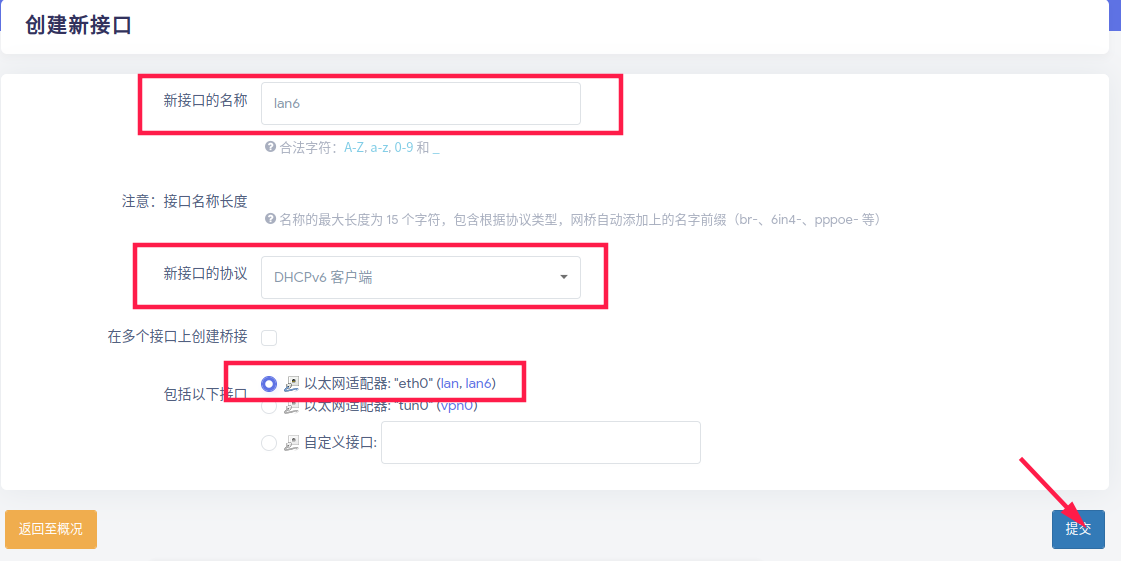 创建新接口
新接口的名称 lan6
合法字符：A-Z, a-z, 0-9 和 _
注意：接口名称长度
名称的最大长度为 15 个字符，包含根据协议类型，网桥自动添加上的名字前缀（br-、6in4-、pppoe- 等）
新接口的协议 DHCPv6 客户端
在多个接口上创建桥接
包括以下接口
以太网适配器: "eth0" (lan, lan6)
以太网适配器: "tun0" (vpn0)
自定义接口:
返回至概况 提交